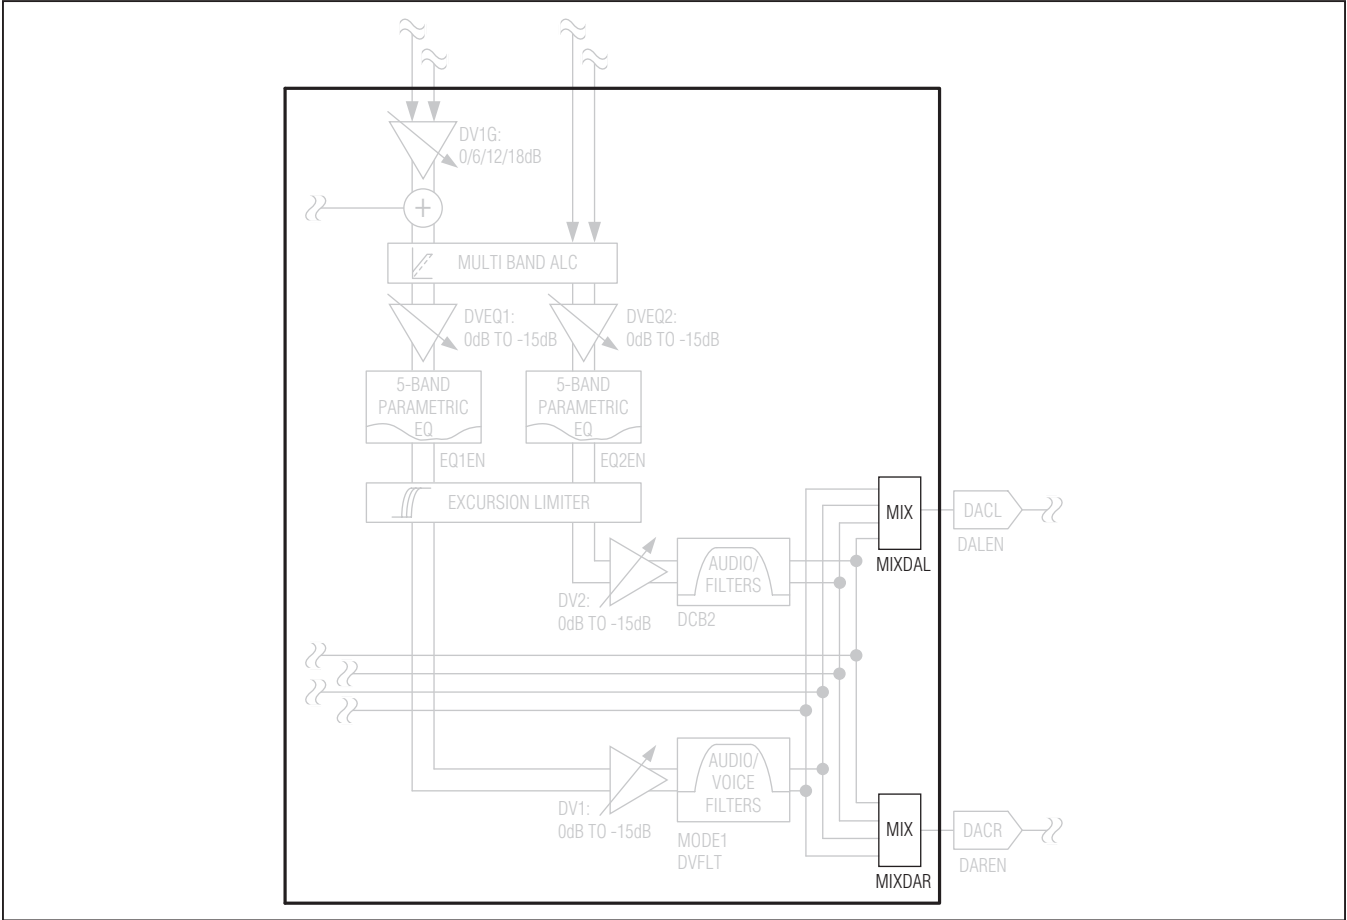 DV1G:
0/6/12/18dB
+
MULTI BAND ALC
DVEQ1:
0dB TO -15dB
DVEQ2:
0dB TO -15dB
5-BAND
PARAMETRIC
EQ
5-BAND
PARAMETRIC
EQ
EQ1EN
EQ2EN
EXCURSION LIMITER
MIX
DACL
DALEN
MIXDAL
AUDIO/
FILTERS
DV2:
0dB TO -15dB
DCB2
AUDIO/
VOICE
FILTERS
DV1:
0dB TO -15dB
MODE1
DVFLT
MIX
DACR
DAREN
MIXDAR